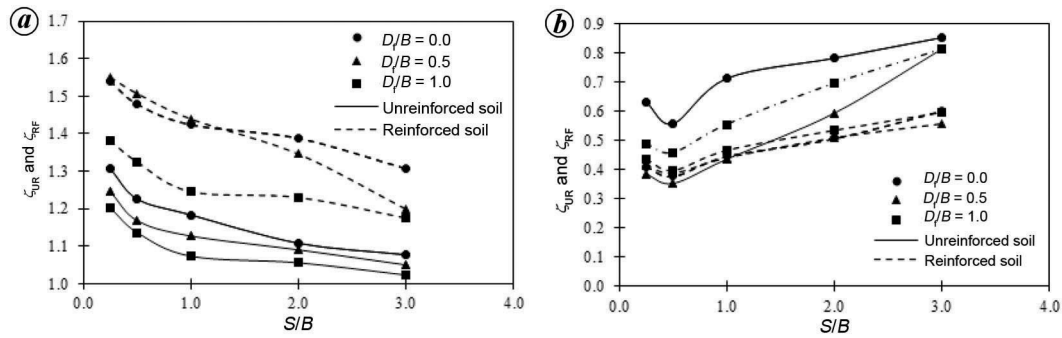 a
1.7
1.6
1.5
1.4
1.3
1.2
1.1
1.0
ζUR and ζRF
0.0 1.0 2.0 3.0 4.0
S/B
Df/B = 0.0
Df/B = 0.5
Df/B = 1.0
Unreinforced soil
Reinforced soil
b
0.9
0.8
0.7
0.6
0.5
0.4
0.3
0.2
0.1
0.0
ζUR and ζRF
0.0 1.0 2.0 3.0 4.0
S/B
Df/B = 0.0
Df/B = 0.5
Df/B = 1.0
Unreinforced soil
Reinforced soil